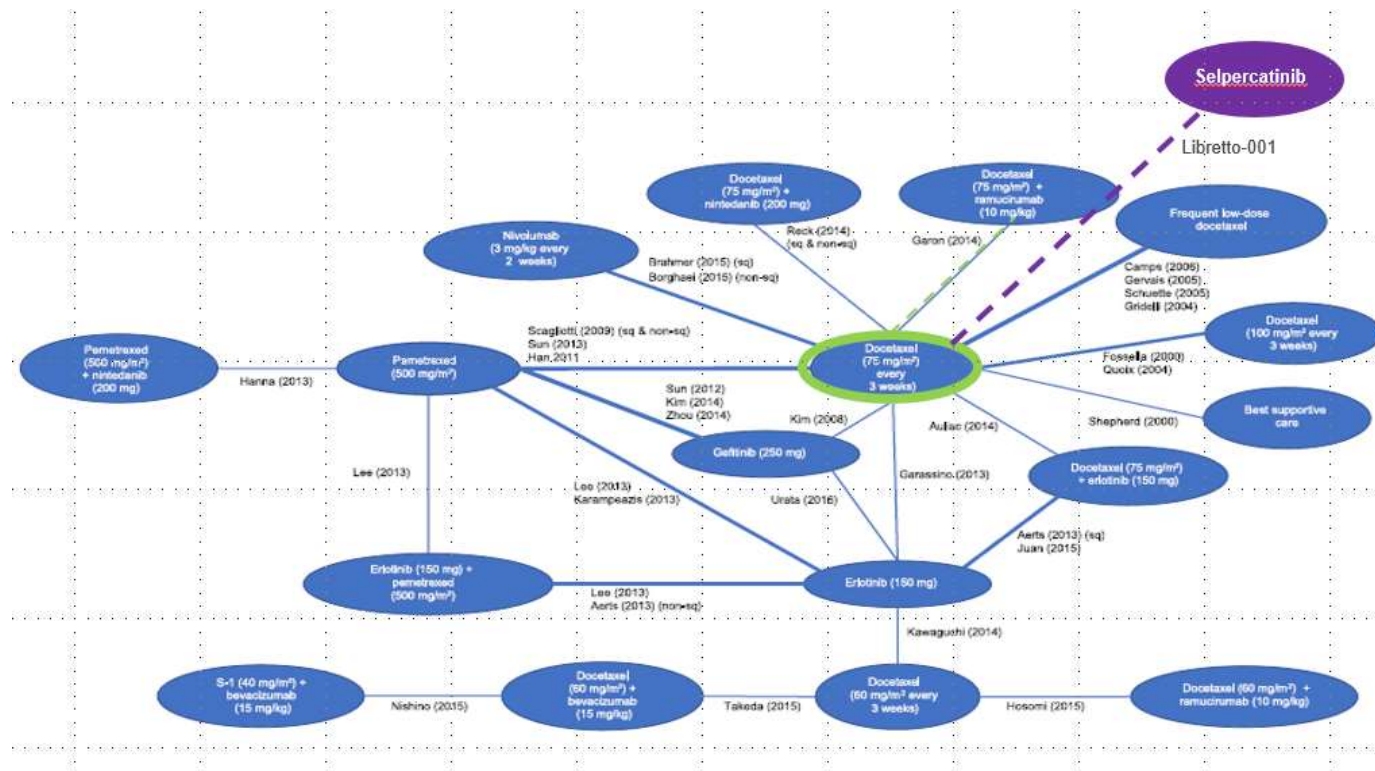 Selpercatinib
Libretto-001
Docetaxel
(75 mg/m²) +
nintedanib (200 mg)
Docetaxel
(75 mg/m²) +
ramucirumab
(10 mg/kg)
Frequent low-dose
docetaxel
Nivolumab
(3 mg/kg every
2 weeks)
Reck (2014)
(sq & non-sq)
Garon (2014)
Brahmer (2015) (sq)
Borghaei (2015) (non-sq)
Camps (2006)
Gervais (2005)
Schuette (2005)
Gridelli (2004)
Scagliotti (2009) (sq & non-sq)
Sun (2013)
Han 2011
Docetaxel
(100 mg/m² every
3 weeks)
Pemetrexed
(500 mg/m²)
+ nintedanib
(200 mg)
Hanna (2013)
Pemetrexed
(500 mg/m²)
Docetaxel
(75 mg/m²)
every
3 weeks)
Fossella (2000)
Quoix (2004)
Sun (2012)
Kim (2014)
Zhou (2014)
Kim (2008)
Auliac (2014)
Shepherd (2000)
Best supportive
care
Gefitinib (250 mg)
Lee (2013)
Lee (2013)
Karampeazis (2013)
Urata (2016)
Garassino (2013)
Docetaxel (75 mg/m²)
+ erlotinib (150 mg)
Aerts (2013) (sq)
Juan (2015)
Erlotinib (150 mg) +
pemetrexed
(500 mg/m²)
Lee (2013)
Aerts (2013) (non-sq)
Erlotinib (150 mg)
Kawagushi (2014)
S-1 (40 mg/m²) +
bevacizumab
(15 mg/kg)
Nishino (2015)
Docetaxel
(60 mg/m²) +
bevacizumab
(15 mg/kg)
Takeda (2015)
Docetaxel
(60 mg/m² every
3 weeks)
Hosomi (2015)
Docetaxel (60 mg/m²) +
ramucirumab (10 mg/kg)